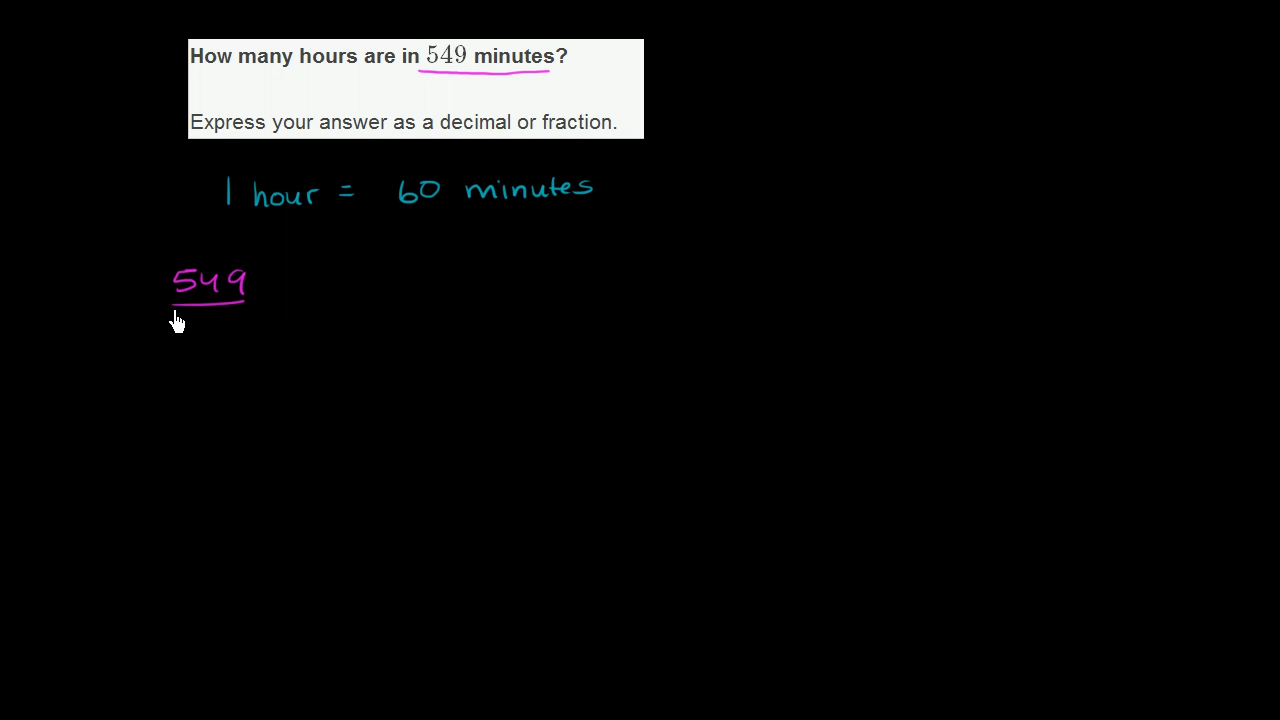 How many hours are in 549 minutes?
Express your answer as a decimal or fraction.
1 hour = 60 minutes
549